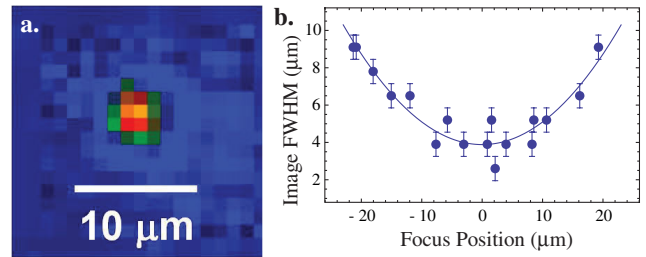 a.
10 μm
b.
Image FWHM (μm)
10
8
6
4
2
- 20
- 10
0
10
20
Focus Position (μm)